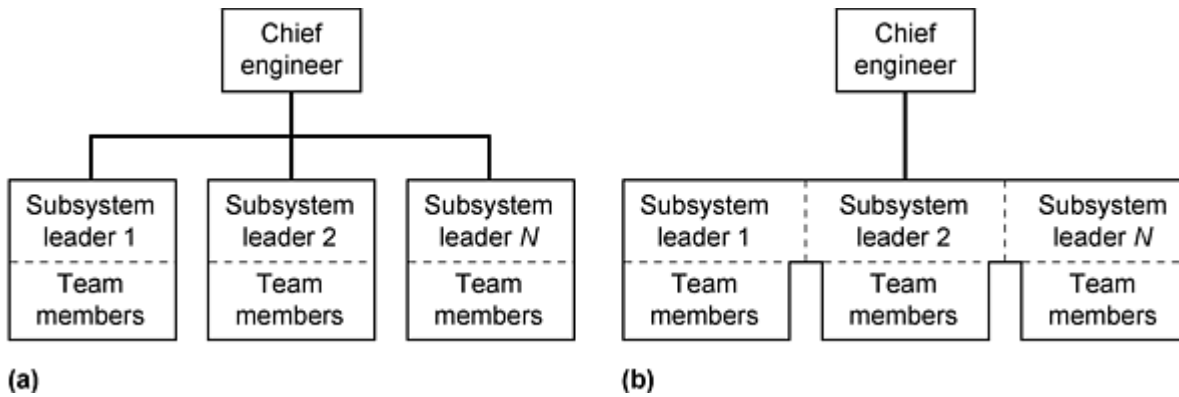 Chief
engineer
Subsystem
leader 1
Team
members
Subsystem
leader 2
Team
members
Subsystem
leader N
Team
members
(a)
Chief
engineer
Subsystem
leader 1
Team
members
Subsystem
leader 2
Team
members
Subsystem
leader N
Team
members
(b)